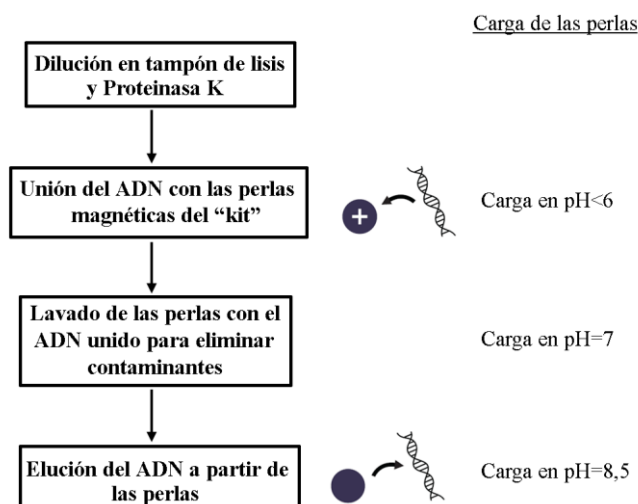 Carga de las perlas
Dilución en tampón de lisis
y Proteinasa K
Unión del ADN con las perlas
magnéticas del “kit”
+
Carga en pH<6
Lavado de las perlas con el
ADN unido para eliminar
contaminantes
Carga en pH=7
Elución del ADN a partir de
las perlas
Carga en pH=8,5